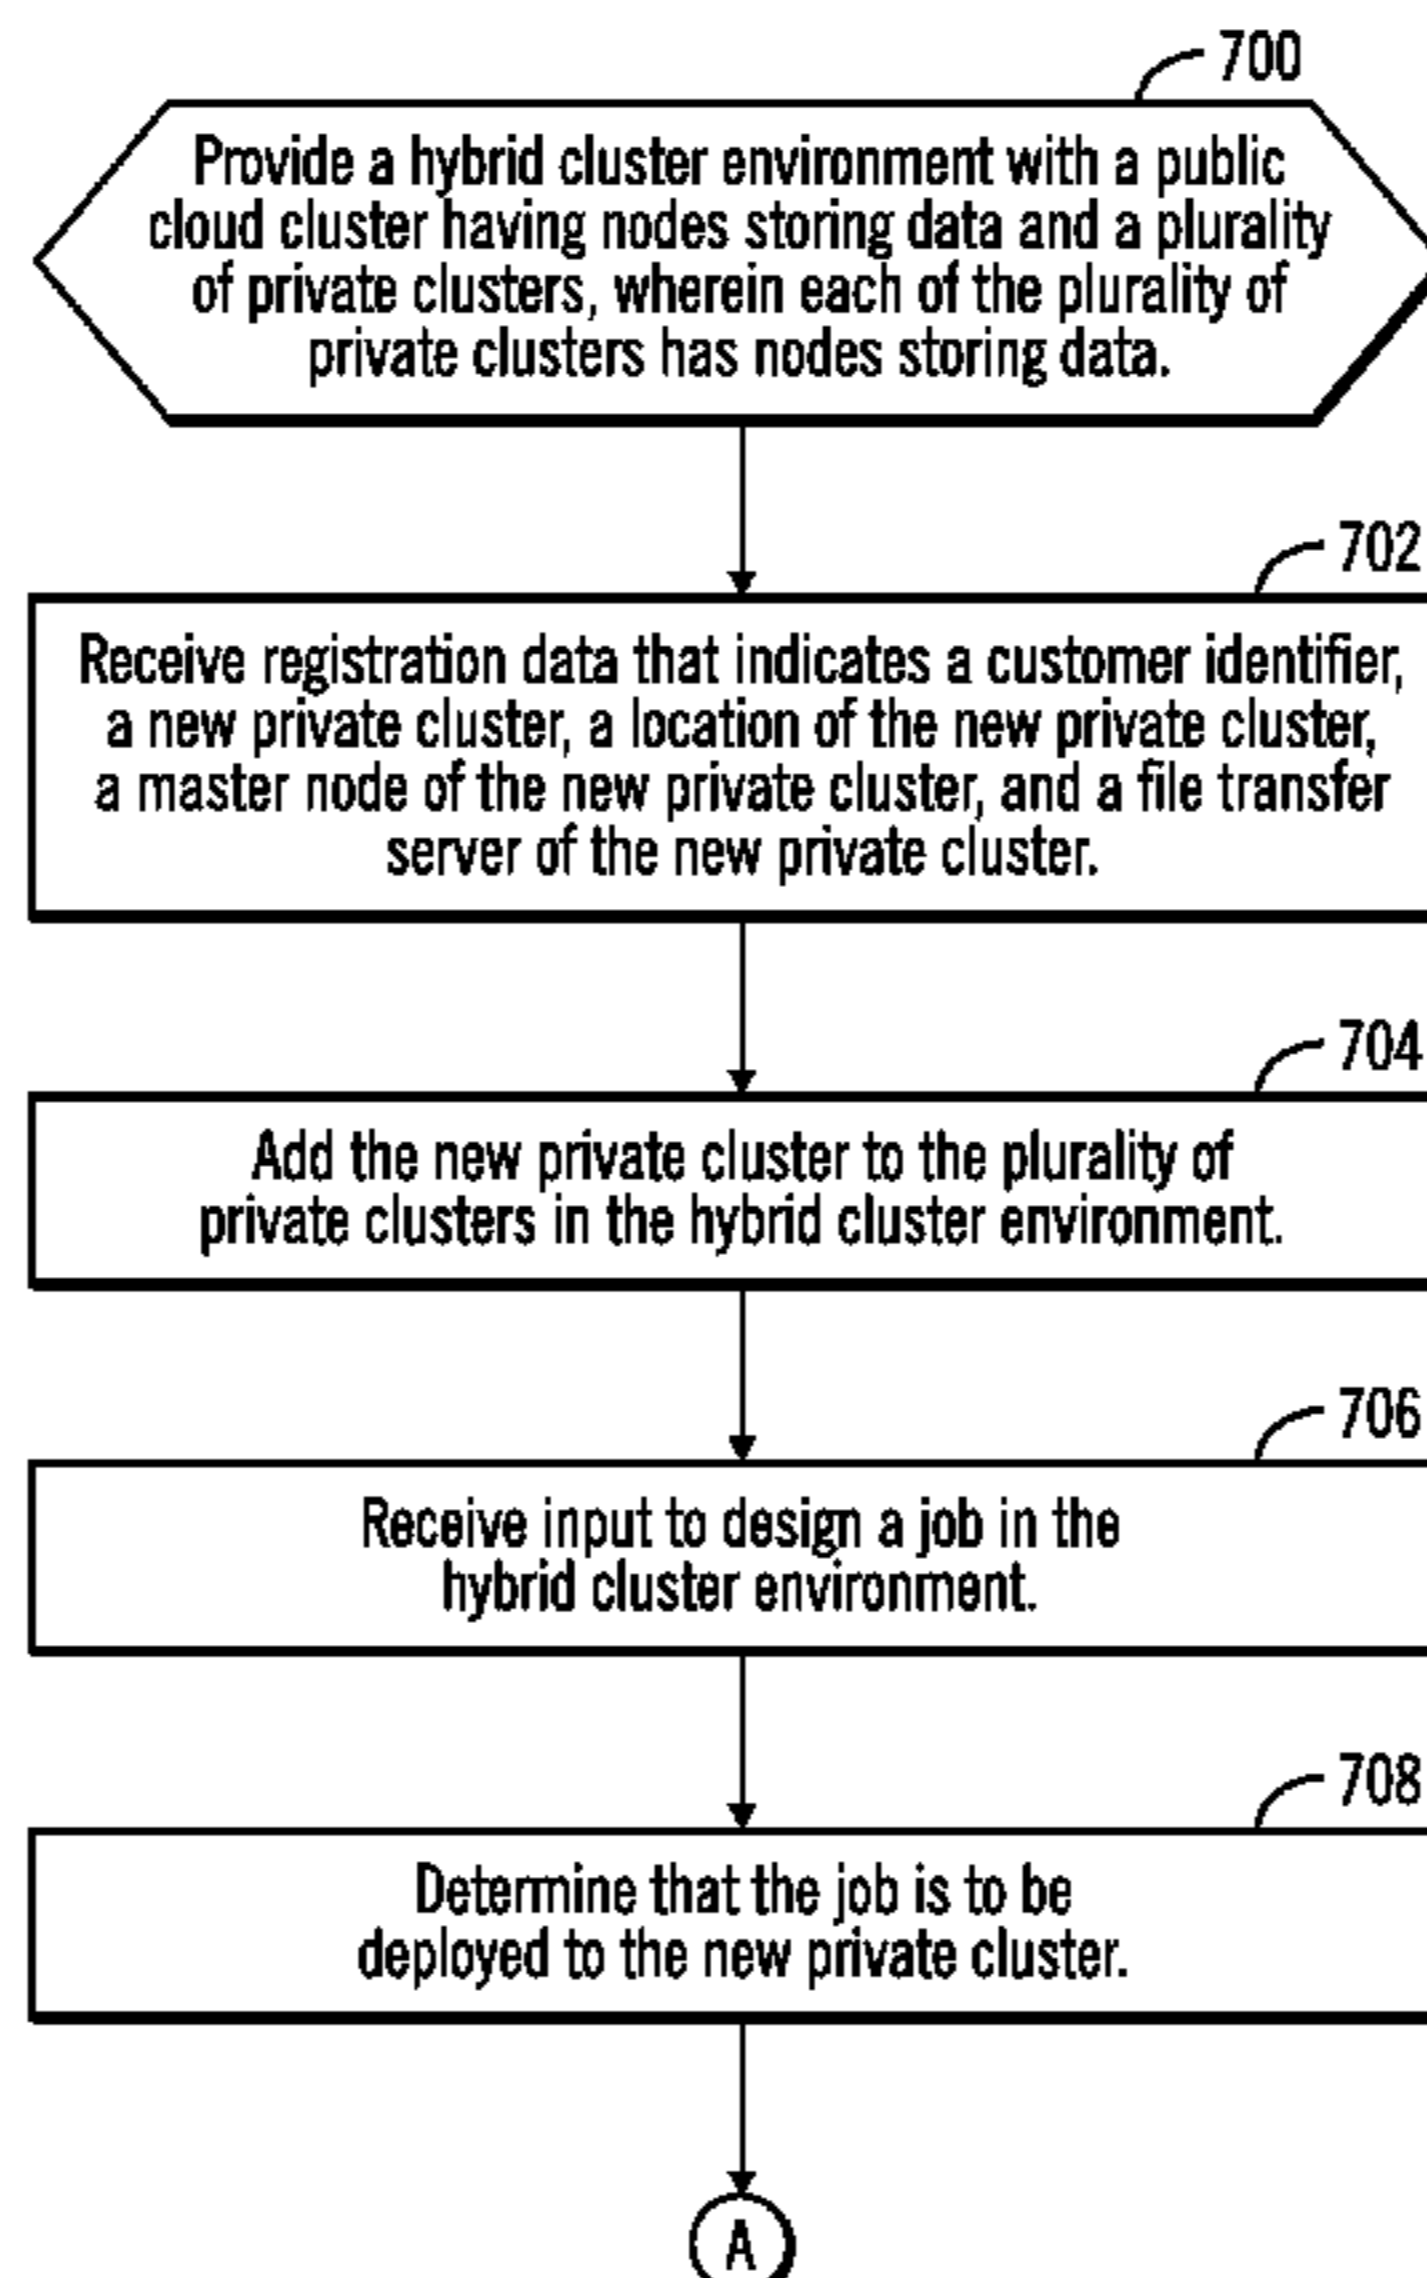 700
Provide a hybrid cluster environment with a public
cloud cluster having nodes storing data and a plurality
of private clusters, wherein each of the plurality of
private clusters has nodes storing data.
702
Receive registration data that indicates a customer identifier,
a new private cluster, a location of the new private cluster,
a master node of the new private cluster, and a file transfer
server of the new private cluster.
704
Add the new private cluster to the plurality of
private clusters in the hybrid cluster environment.
706
Receive input to design a job in the
hybrid cluster environment.
708
Determine that the job is to be
deployed to the new private cluster.
A